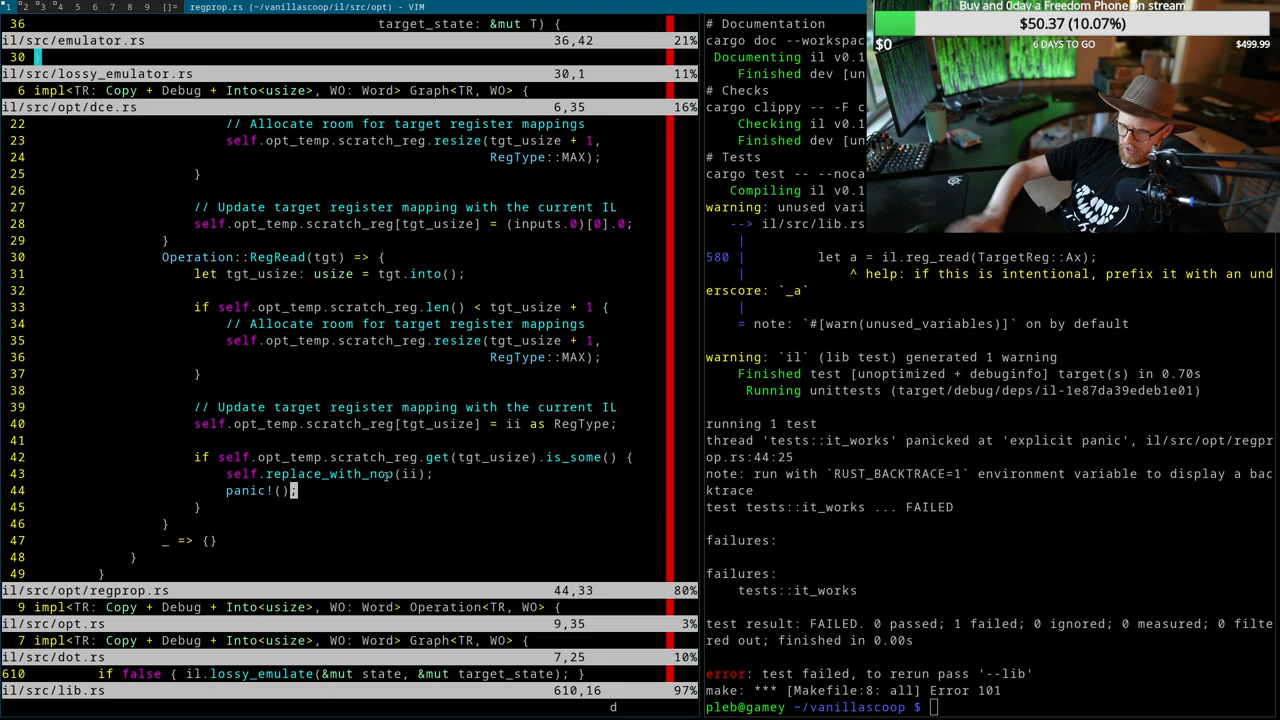 1 2 3 4 5 6 7 8 9 []= regprop.rs (~/vanillascoop/il/src/opt) - VIM
36 target_state: &mut T) {
il/src/emulator.rs 36,42 21%
30 }
il/src/lossy_emulator.rs 30,1 11%
6 impl<TR: Copy + Debug + Into<usize>, WO: Word> Graph<TR, WO> {
il/src/opt/dce.rs 6,35 16%
22 // Allocate room for target register mappings
23 self.opt_temp.scratch_reg.resize(tgt_usize + 1,
24 RegType::MAX);
25 }
26
27 // Update target register mapping with the current IL
28 self.opt_temp.scratch_reg[tgt_usize] = (inputs.0)[0].0;
29 }
30 Operation::RegRead(tgt) => {
31 let tgt_usize: usize = tgt.into();
32
33 if self.opt_temp.scratch_reg.len() < tgt_usize + 1 {
34 // Allocate room for target register mappings
35 self.opt_temp.scratch_reg.resize(tgt_usize + 1,
36 RegType::MAX);
37 }
38
39 // Update target register mapping with the current IL
40 self.opt_temp.scratch_reg[tgt_usize] = ii as RegType;
41
42 if self.opt_temp.scratch_reg.get(tgt_usize).is_some() {
43 self.replace_with_nop(ii);
44 panic!();
45 }
46 }
47 _ => {}
48 }
49 }
il/src/opt/regprop.rs 44,33 80%
9 impl<TR: Copy + Debug + Into<usize>, WO: Word> Operation<TR, WO> {
il/src/opt.rs 9,35 3%
7 impl<TR: Copy + Debug + Into<usize>, WO: Word> Graph<TR, WO> {
il/src/dot.rs 7,25 10%
610 if false { il.lossy_emulate(&mut state, &mut target_state); }
il/src/lib.rs 610,16 97%
d
# Documentation
cargo doc --workspac
Documenting il v0.1
Finished dev [un
# Checks
cargo clippy -- -F c
Checking il v0.1
Finished dev [un
# Tests
cargo test -- --noca
Compiling il v0.1
warning: unused vari
--> il/src/lib.rs
|
580 | let a = il.reg_read(TargetReg::Ax);
| ^ help: if this is intentional, prefix it with an und
erscore: `_a`
|
= note: `#[warn(unused_variables)]` on by default
warning: `il` (lib test) generated 1 warning
Finished test [unoptimized + debuginfo] target(s) in 0.70s
Running unittests (target/debug/deps/il-1e87da39edeb1e01)
running 1 test
thread 'tests::it_works' panicked at 'explicit panic', il/src/opt/regpr
op.rs:44:25
note: run with `RUST_BACKTRACE=1` environment variable to display a bac
ktrace
test tests::it_works ... FAILED
failures:
failures:
tests::it_works
test result: FAILED. 0 passed; 1 failed; 0 ignored; 0 measured; 0 filte
red out; finished in 0.00s
error: test failed, to rerun pass '--lib'
make: *** [Makefile:8: all] Error 101
pleb@gamey ~/vanillascoop $
Buy and 0day a Freedom Phone on stream
$50.37 (10.07%)
$0 6 DAYS TO GO $499.99